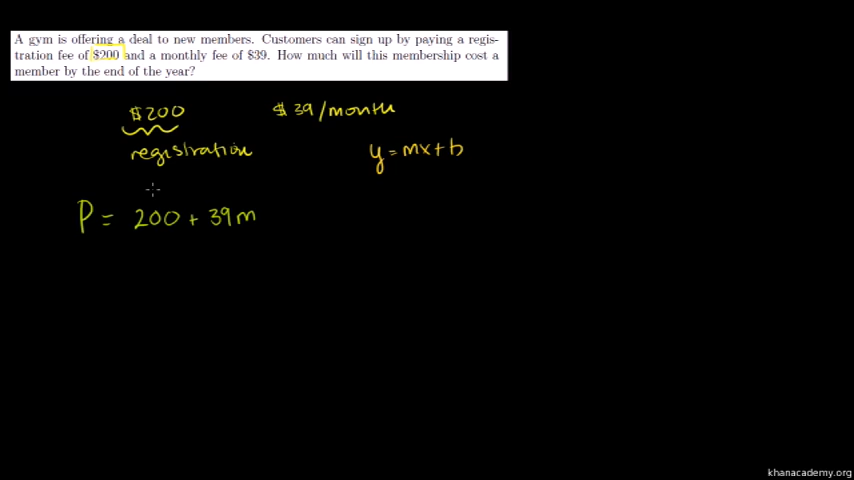 A gym is offering a deal to new members. Customers can sign up by paying a regis-
tration fee of $200 and a monthly fee of $39. How much will this membership cost a
member by the end of the year?
$200 $39/month
registration y=mx+b
P = 200 + 39m
khanacademy.org